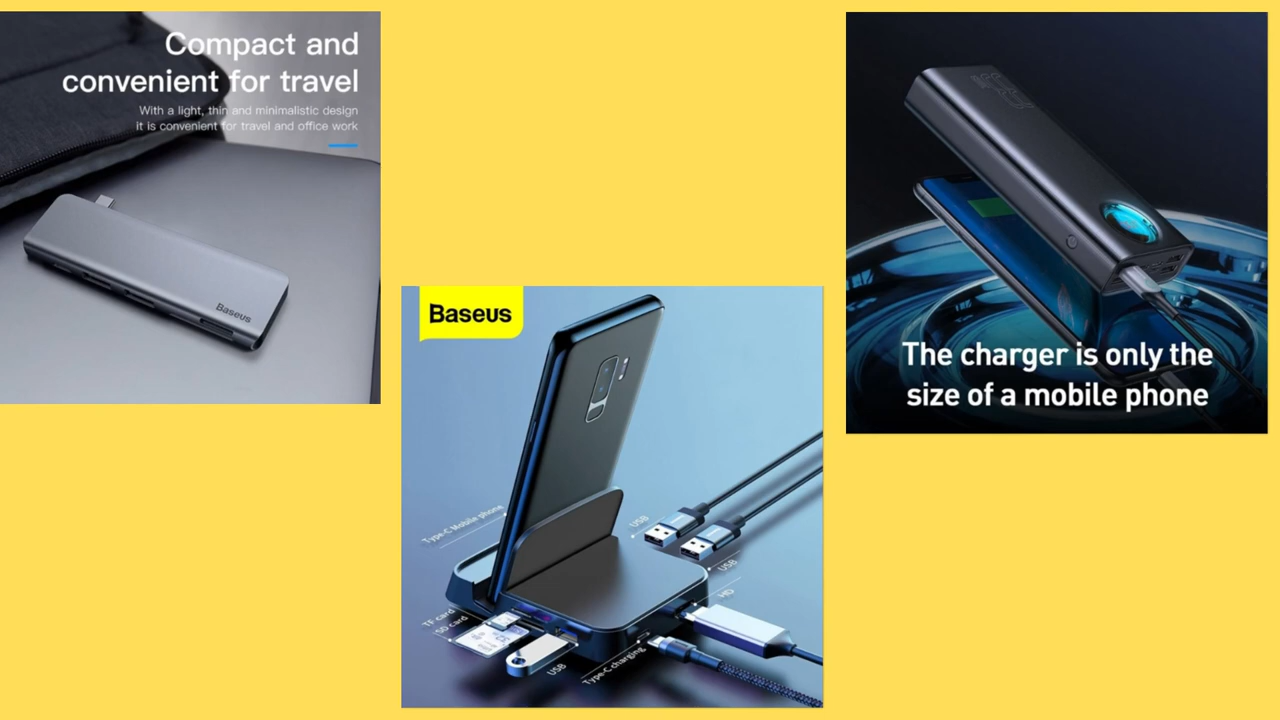 Compact and
convenient for travel
With a light, thin and minimalistic design
it is convenient for travel and office work
Baseus
Baseus
Type-C Mobile phone
USB
USB
HD
TF card
SD card
USB
Type-C charging
The charger is only the
size of a mobile phone